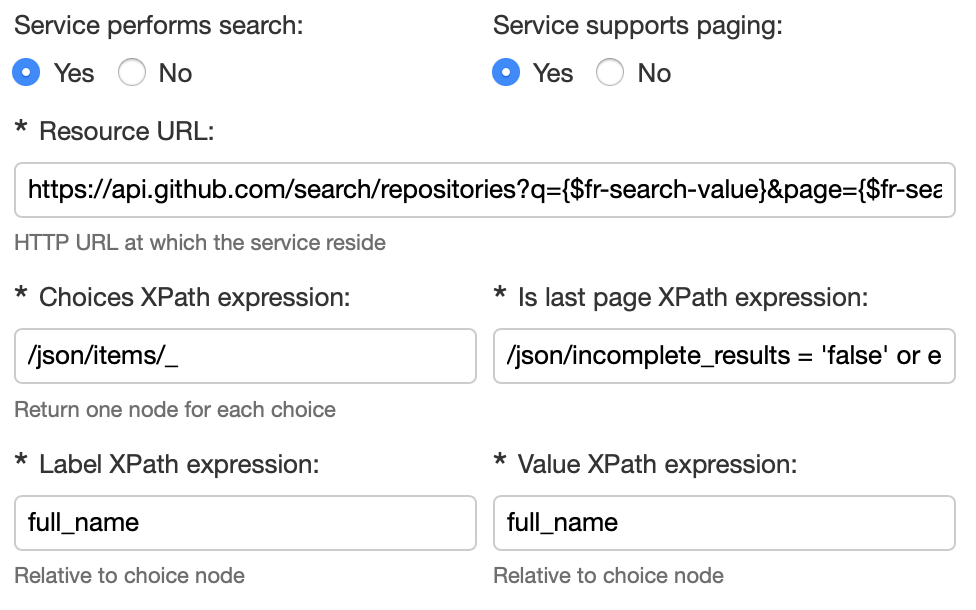 Service performs search:
Service supports paging:
Yes No
Yes No
* Resource URL:
https://api.github.com/search/repositories?q={$fr-search-value}&page={$fr-sea
HTTP URL at which the service reside
* Choices XPath expression:
* Is last page XPath expression:
/json/items/_
/json/incomplete_results = 'false' or e
Return one node for each choice
* Label XPath expression:
* Value XPath expression:
full_name
full_name
Relative to choice node
Relative to choice node